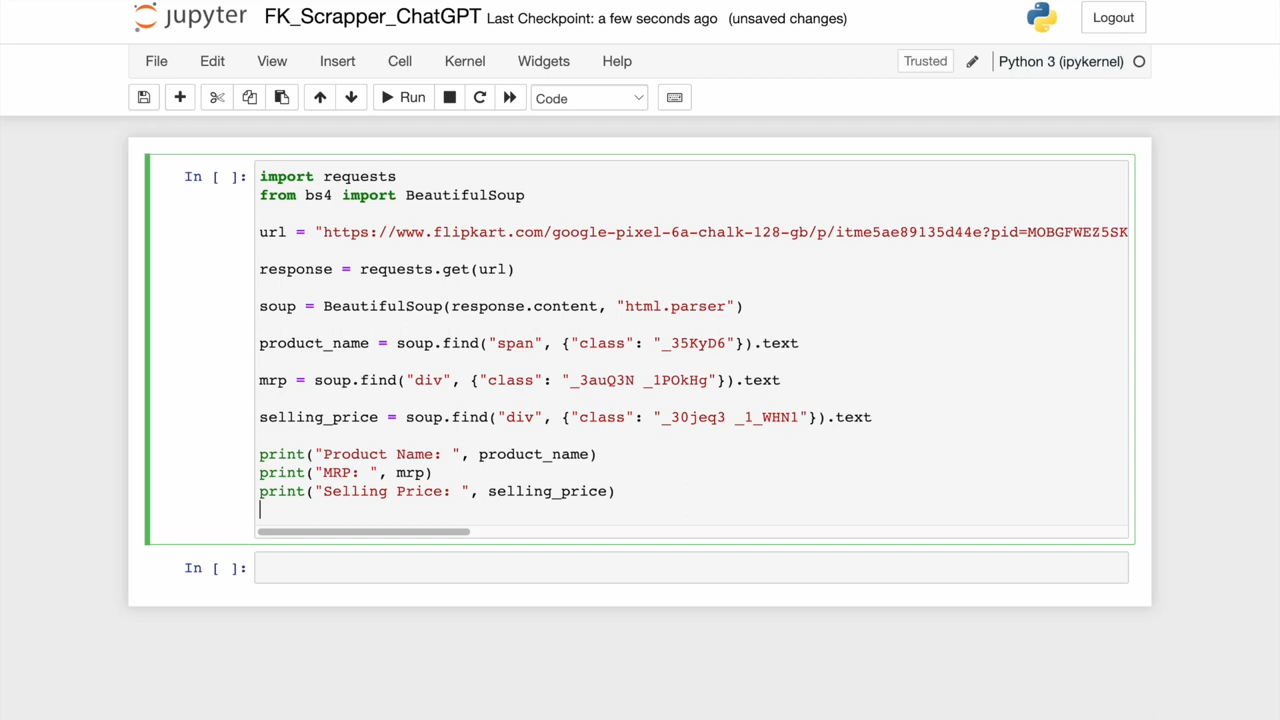 jupyter FK_Scrapper_ChatGPT Last Checkpoint: a few seconds ago (unsaved changes) Logout
File Edit View Insert Cell Kernel Widgets Help Trusted Python 3 (ipykernel)
Run Code
In [ ]: import requests
from bs4 import BeautifulSoup
url = "https://www.flipkart.com/google-pixel-6a-chalk-128-gb/p/itme5ae89135d44e?pid=MOBGFWEZ5SK
response = requests.get(url)
soup = BeautifulSoup(response.content, "html.parser")
product_name = soup.find("span", {"class": "_35KyD6"}).text
mrp = soup.find("div", {"class": "_3auQ3N _1POkHg"}).text
selling_price = soup.find("div", {"class": "_30jeq3 _1_WHN1"}).text
print("Product Name: ", product_name)
print("MRP: ", mrp)
print("Selling Price: ", selling_price)
In [ ]: